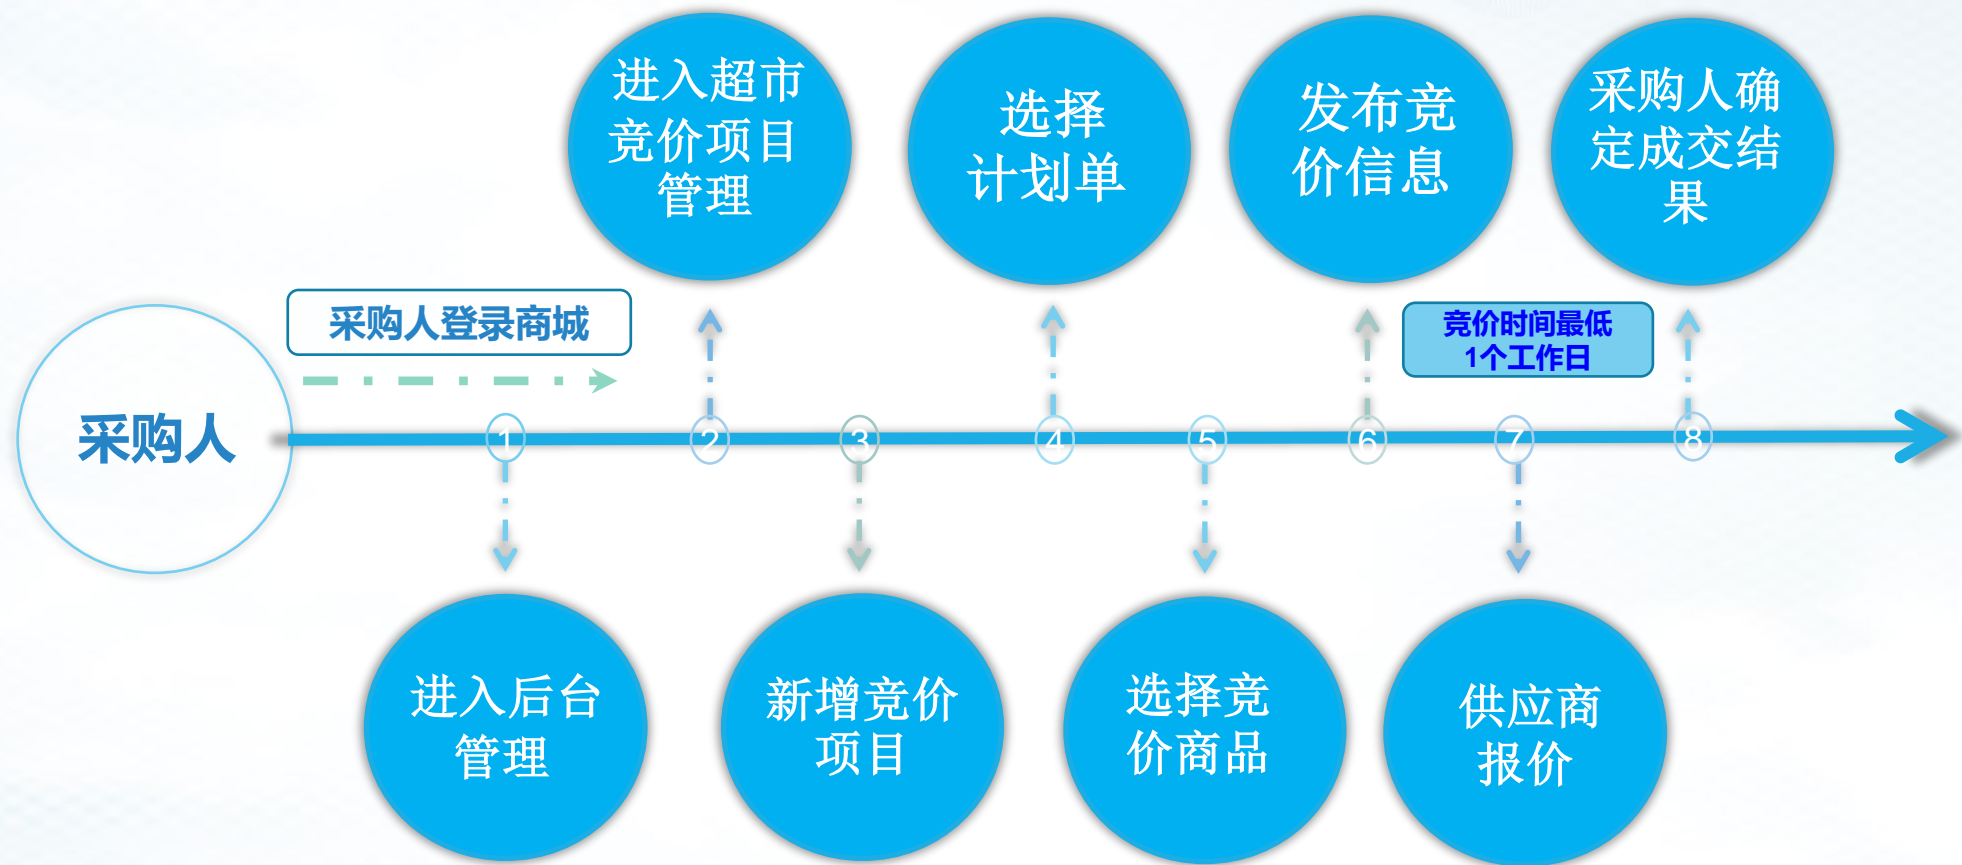 进入超市
竞价项目
管理
选择
计划单
发布竞
价信息
采购人确
定成交结
果
采购人登录商城
竞价时间最低
1个工作日
采购人
1
2
3
4
5
6
7
8
进入后台
管理
新增竞价
项目
选择竞
价商品
供应商
报价